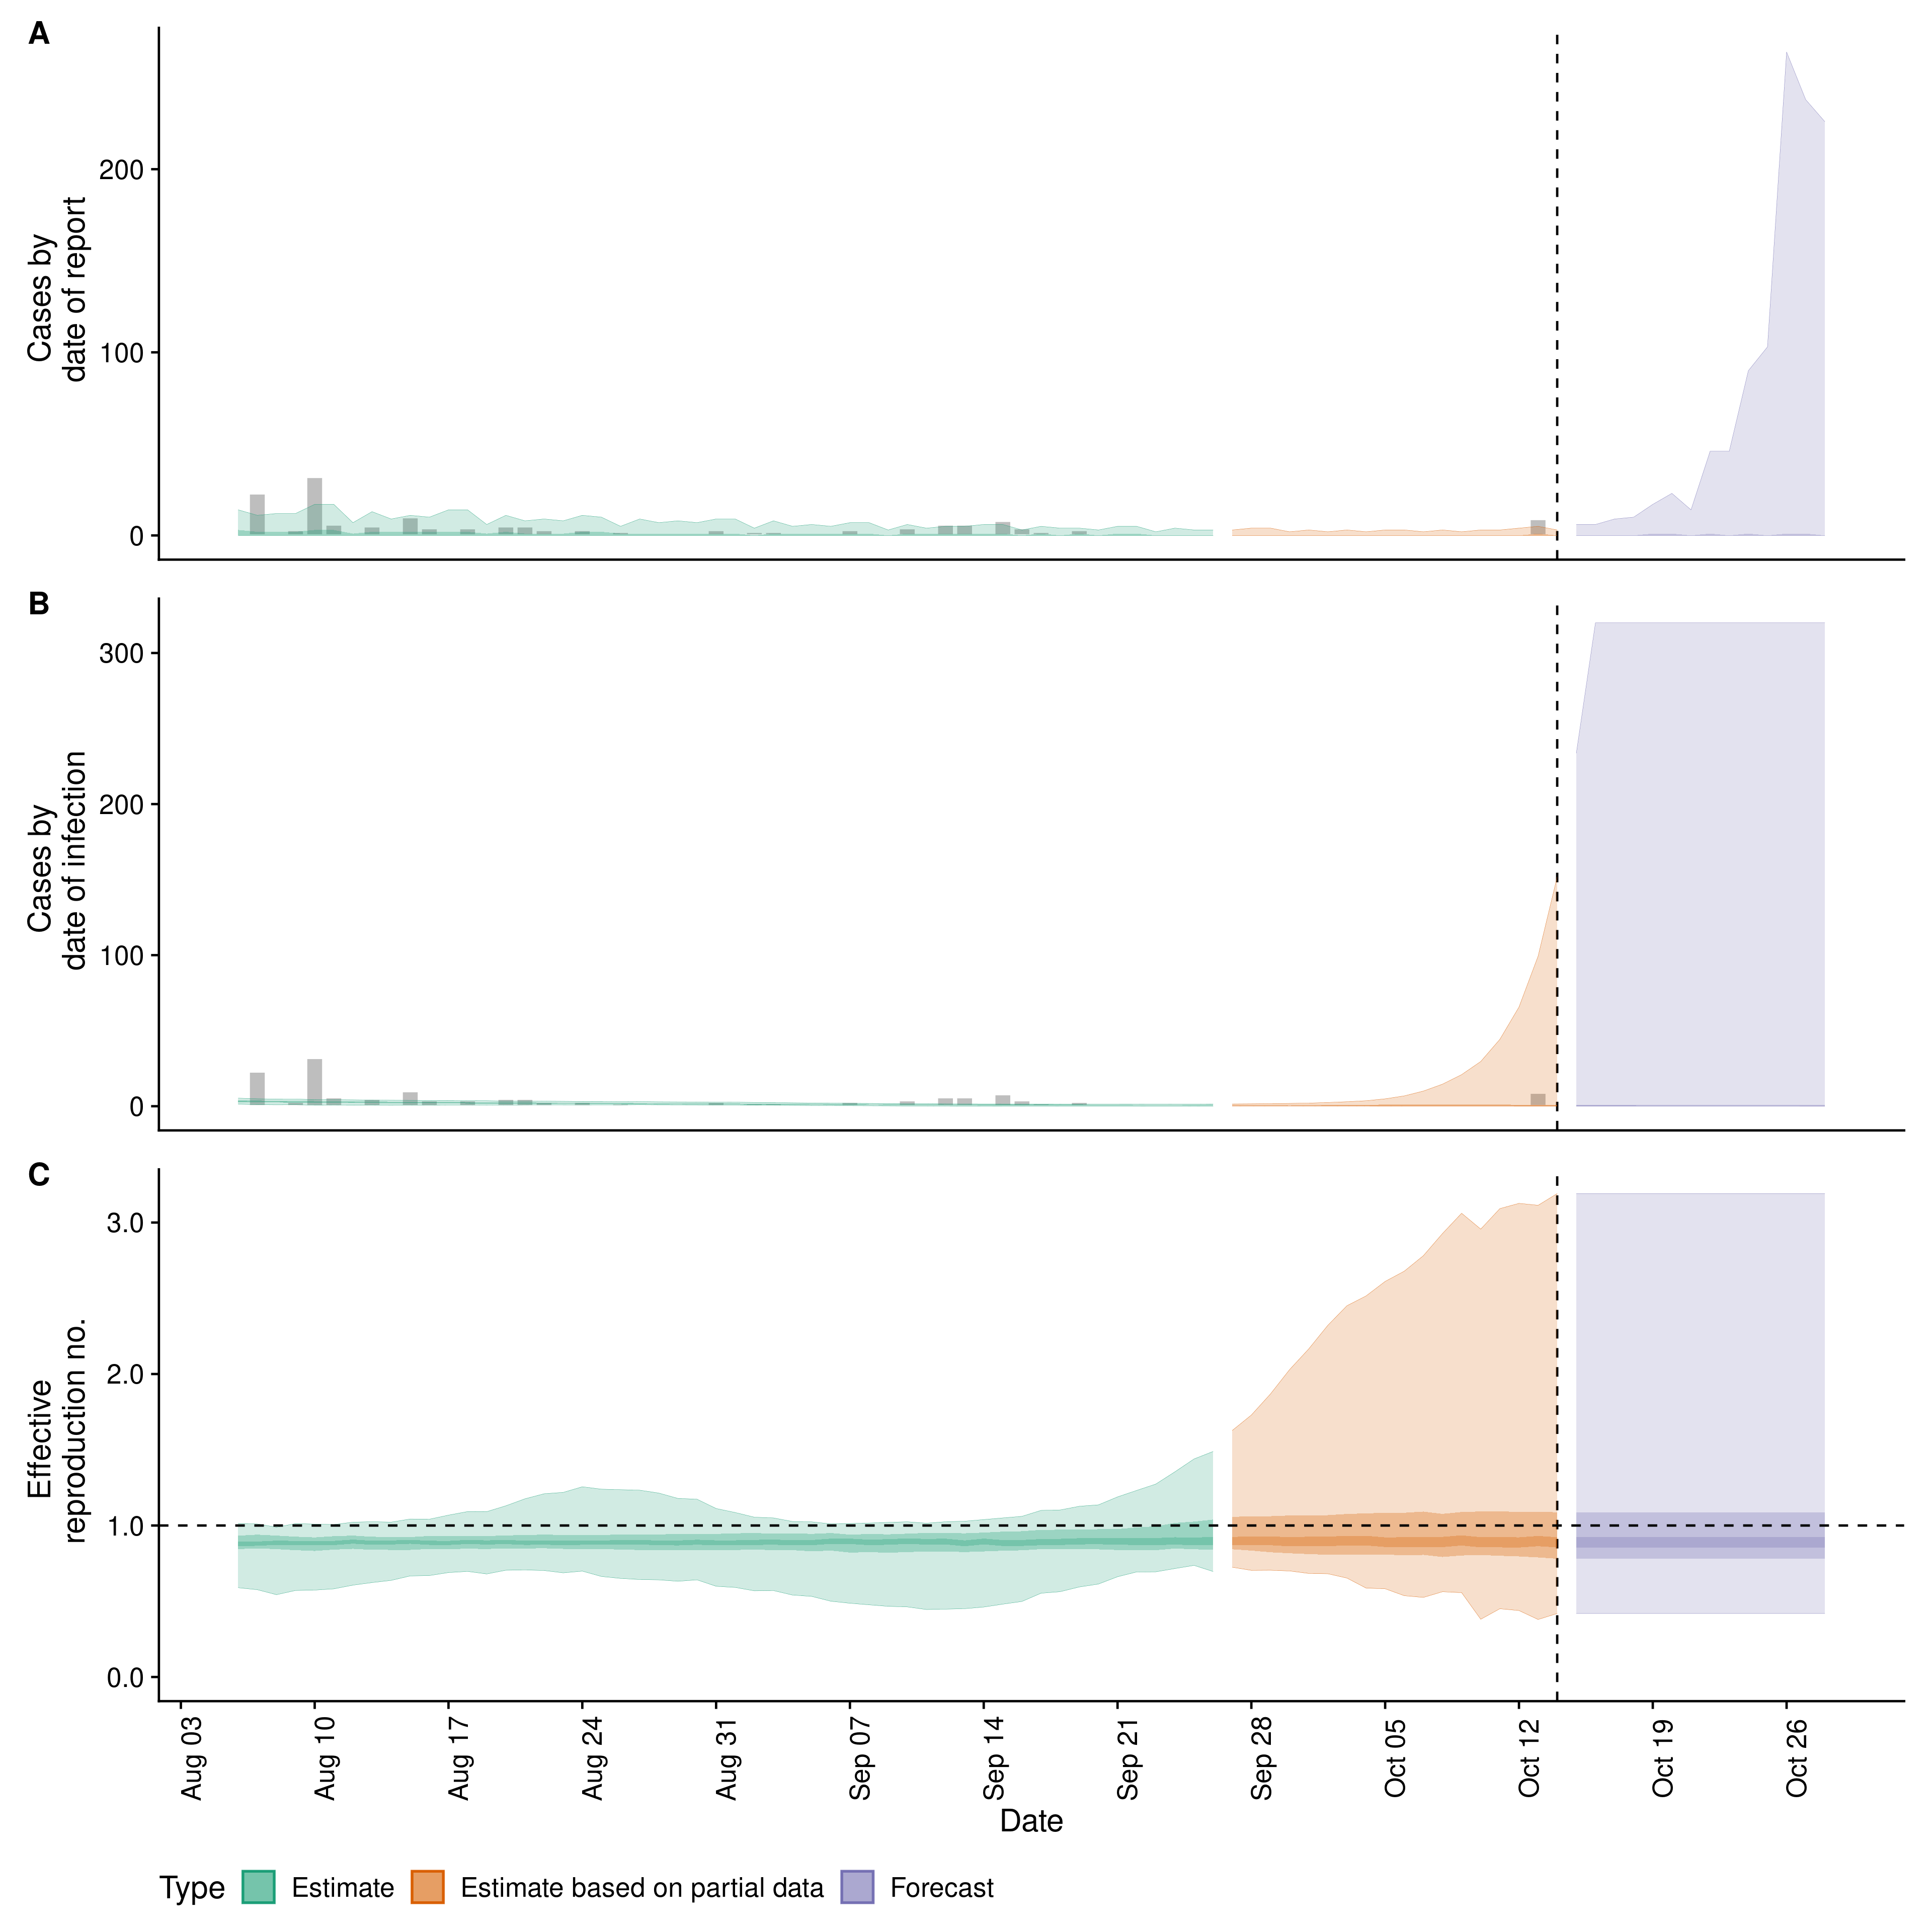 A
Cases by
date of report
200
100
0
B
Cases by
date of infection
300
200
100
0
C
Effective
reproduction no.
3.0
2.0
1.0
0.0
Aug 03
Aug 10
Aug 17
Aug 24
Aug 31
Sep 07
Sep 14
Sep 21
Sep 28
Oct 05
Oct 12
Oct 19
Oct 26
Date
Type Estimate Estimate based on partial data Forecast